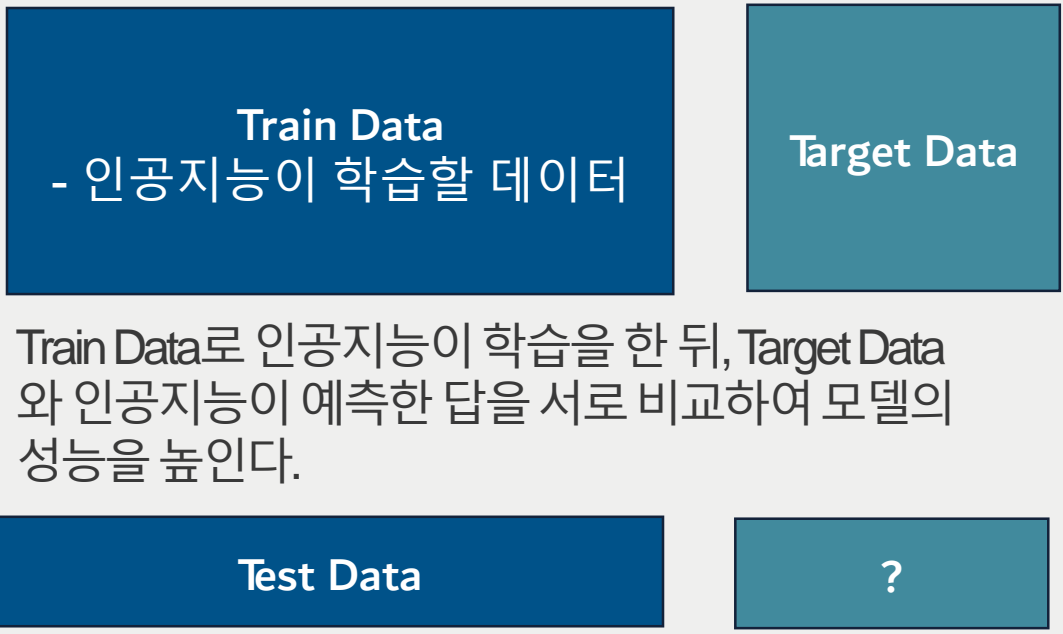 Train Data
- 인공지능이 학습할 데이터
Target Data
Train Data로 인공지능이 학습을 한 뒤, Target Data
와 인공지능이 예측한 답을 서로 비교하여 모델의
성능을 높인다.
Test Data
?